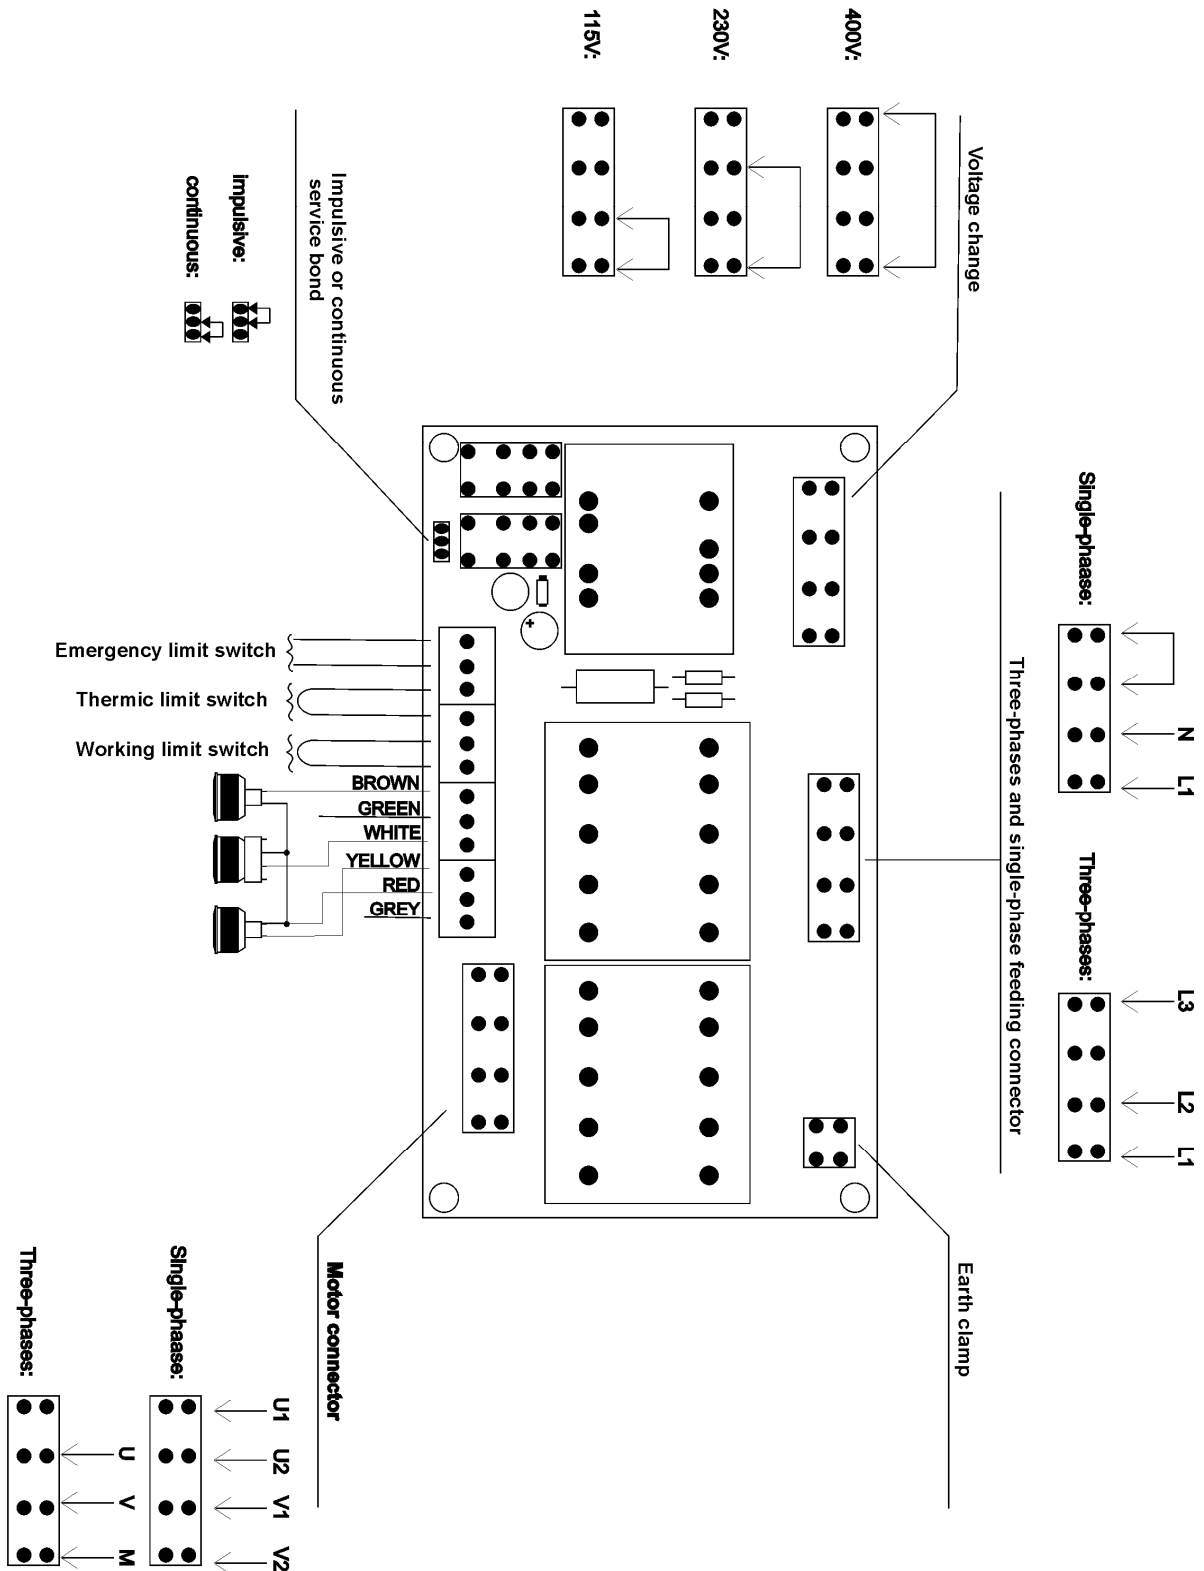 115V:
230V:
400V:
Voltage change
Impulsive or continuous
service bond
impulsive:
continuous:
Single-phaase:
N
L1
Three-phases and single-phase feeding connector
Three-phases:
L3
L2
L1
Emergency limit switch
Thermic limit switch
Working limit switch
BROWN
GREEN
WHITE
YELLOW
RED
GREY
+
Earth clamp
Motor connector
Single-phaase:
U1
U2
V1
V2
Three-phases:
U
V
M